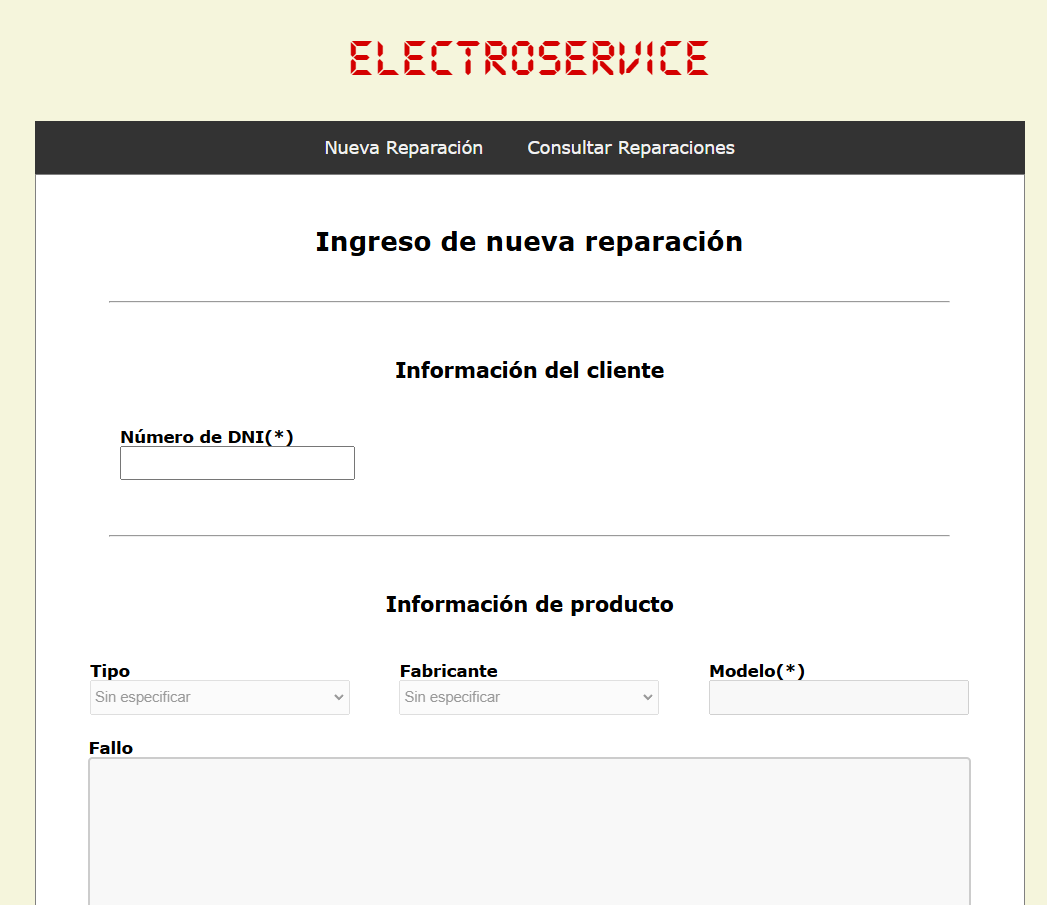 ELECTROSERVICE
Nueva Reparación Consultar Reparaciones
Ingreso de nueva reparación
Información del cliente
Número de DNI(*)
Información de producto
Tipo Fabricante Modelo(*)
Sin especificar Sin especificar
Fallo